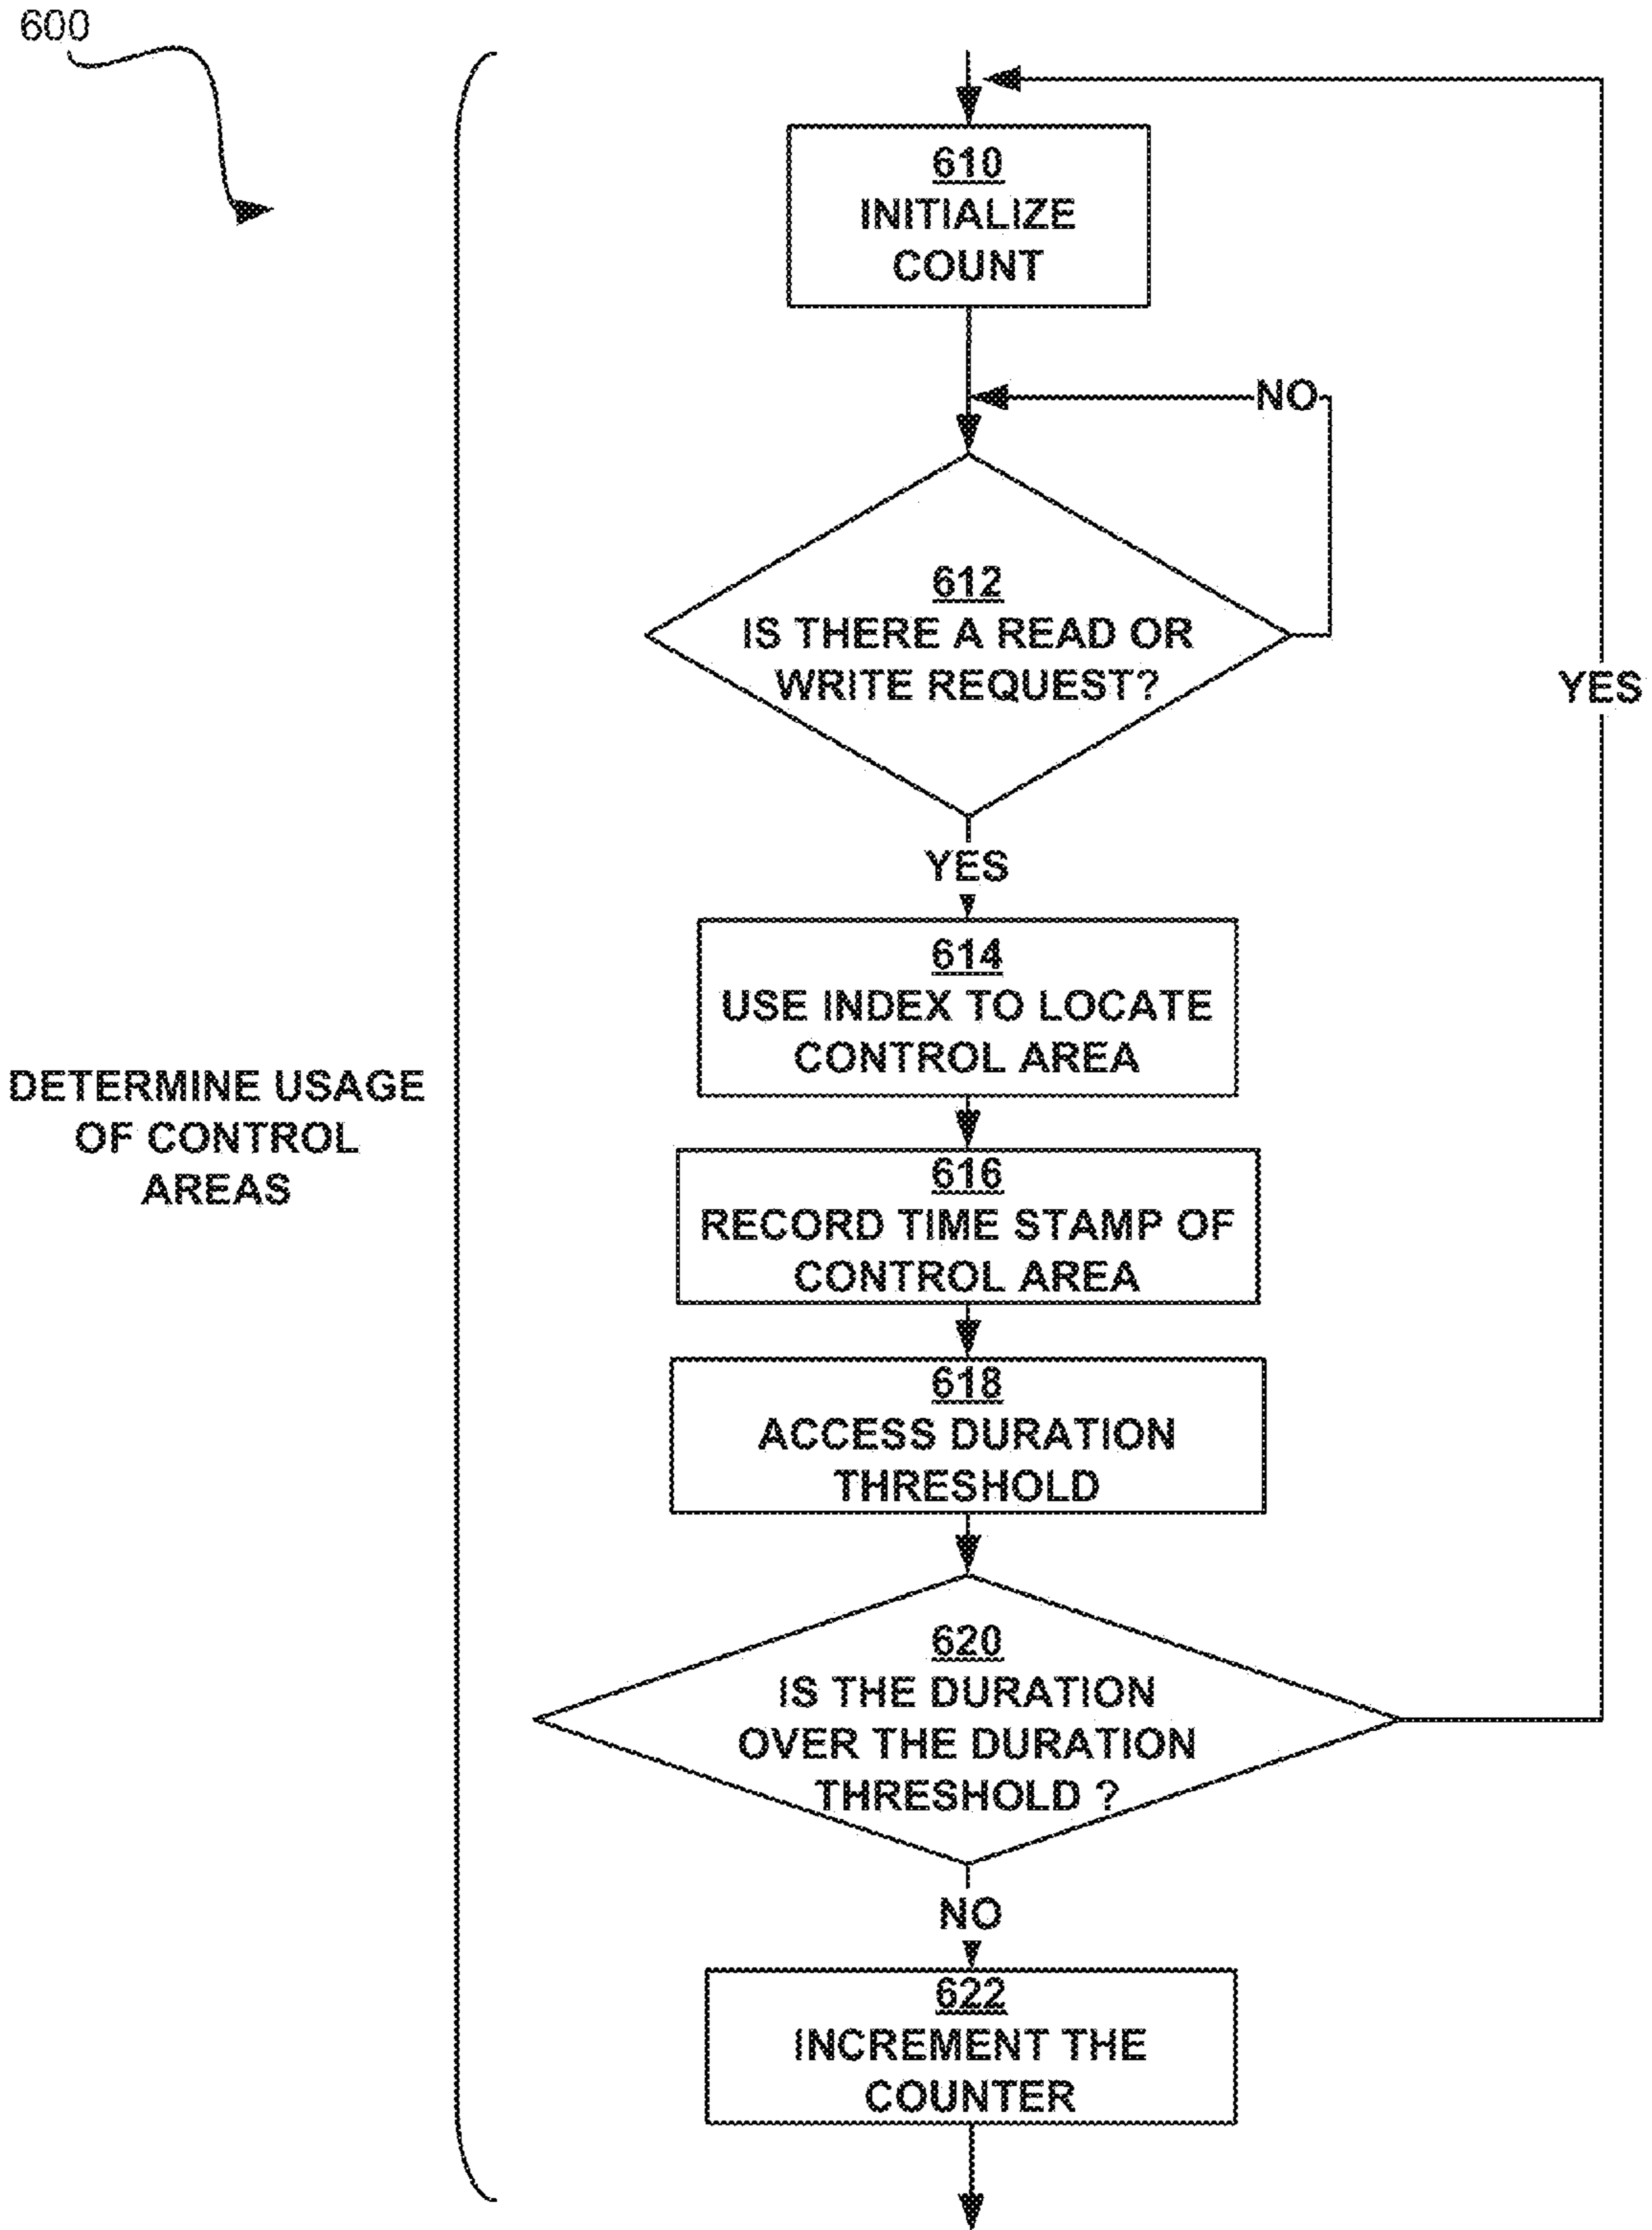 600
610
INITIALIZE
COUNT
NO
612
IS THERE A READ OR
WRITE REQUEST?
YES
YES
614
USE INDEX TO LOCATE
CONTROL AREA
DETERMINE USAGE
OF CONTROL
AREAS
616
RECORD TIME STAMP OF
CONTROL AREA
618
ACCESS DURATION
THRESHOLD
620
IS THE DURATION
OVER THE DURATION
THRESHOLD ?
NO
622
INCREMENT THE
COUNTER